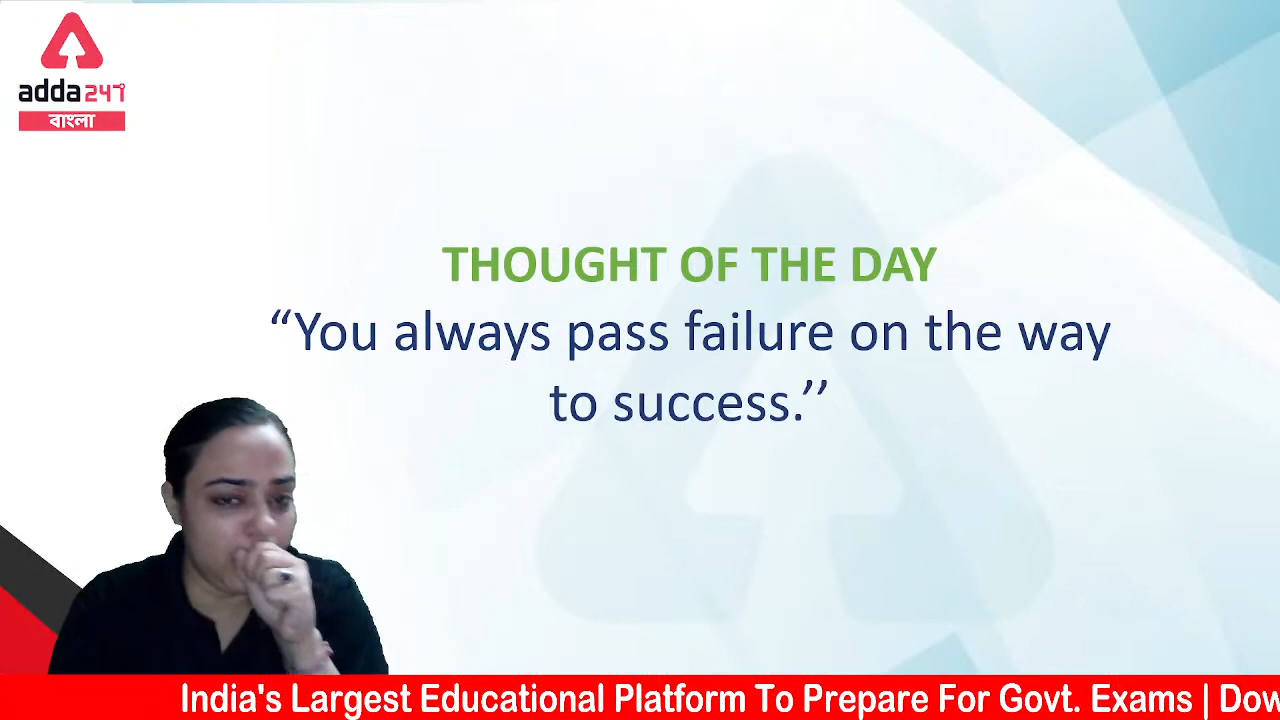 adda247
বাংলা
THOUGHT OF THE DAY
“You always pass failure on the way
to success.’’
India's Largest Educational Platform To Prepare For Govt. Exams | Dow